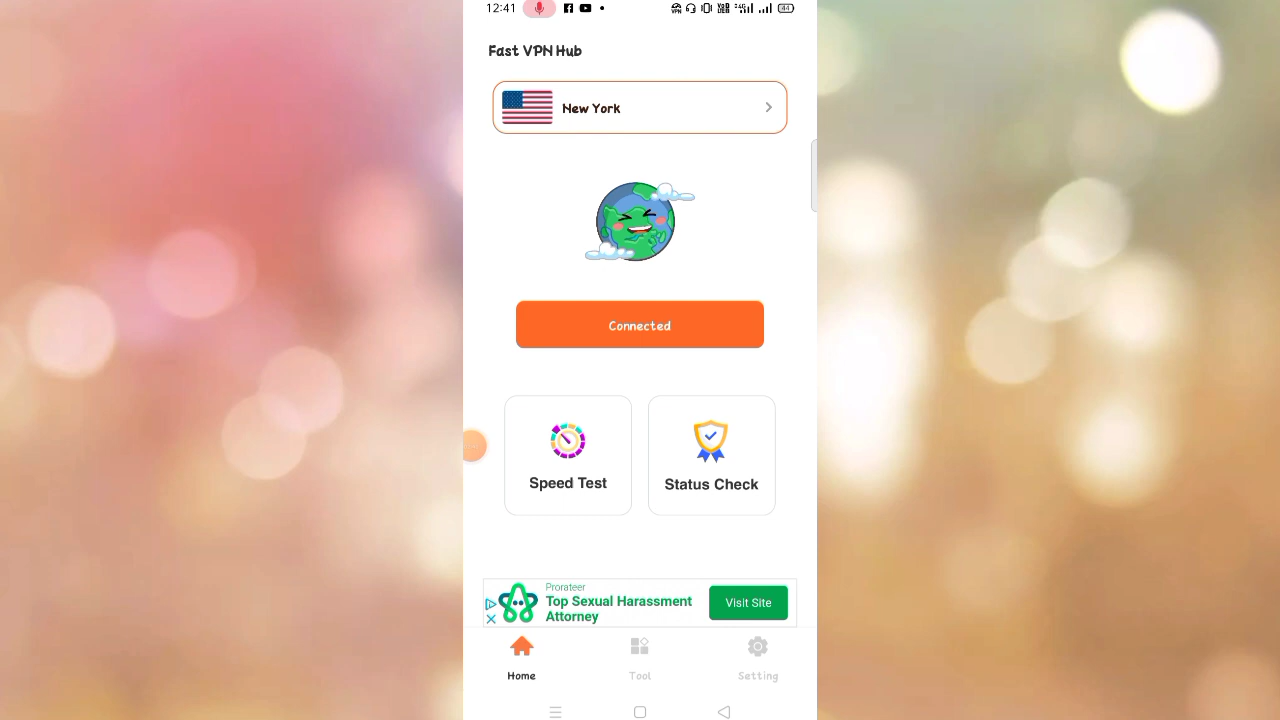 12:41
Fast VPN Hub
New York
Connected
Speed Test
Status Check
Prorateer
Top Sexual Harassment
Attorney
Visit Site
Home
Tool
Setting